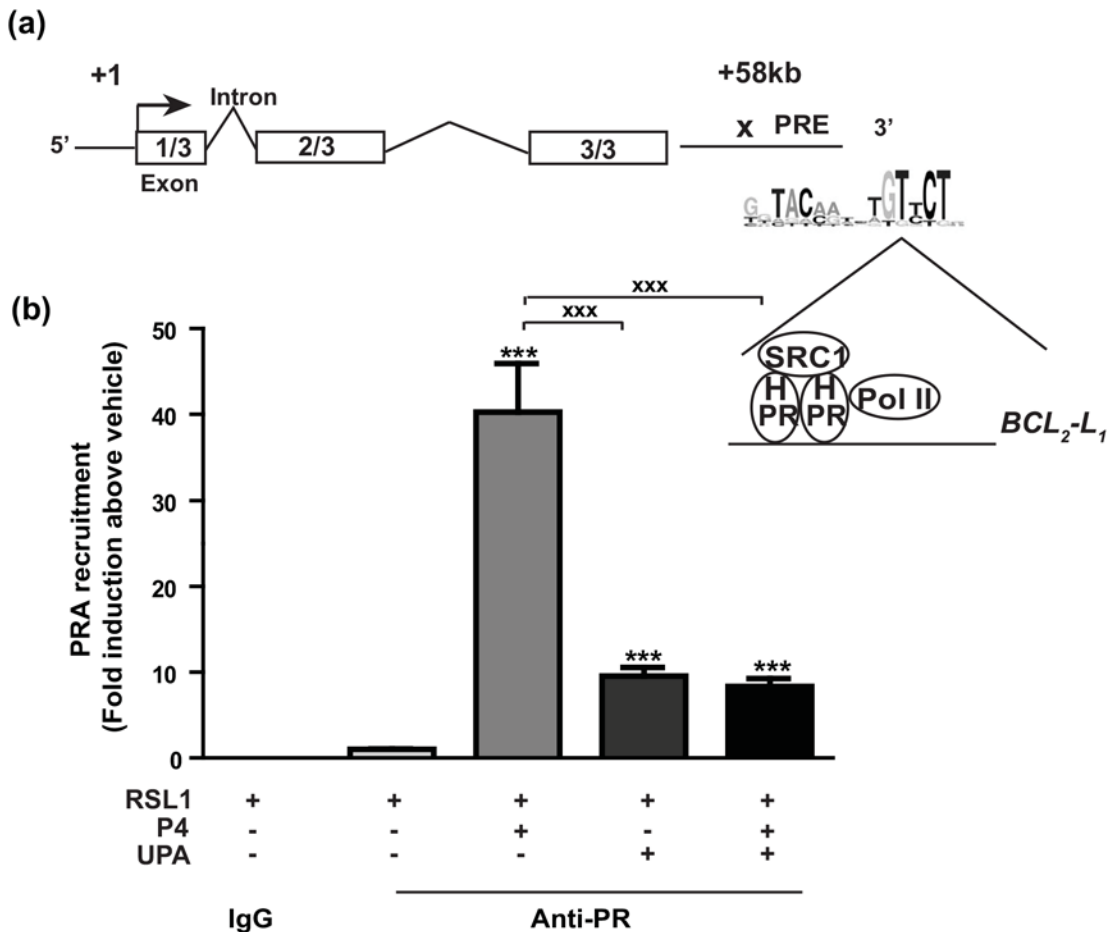 (a)
+1
+58kb
Intron
x PRE 3'
5' 1/3 2/3 3/3
Exon
G TACAA TGTTCT
(b)
xxx
xxx
50
40
30
20
10
0
PRA recruitment
(Fold induction above vehicle)
***
***
***
SRC1
H H
PR PR Pol II
BCL2-L1
RSL1 + + + + +
P4 - - + - +
UPA - - - + +
IgG Anti-PR